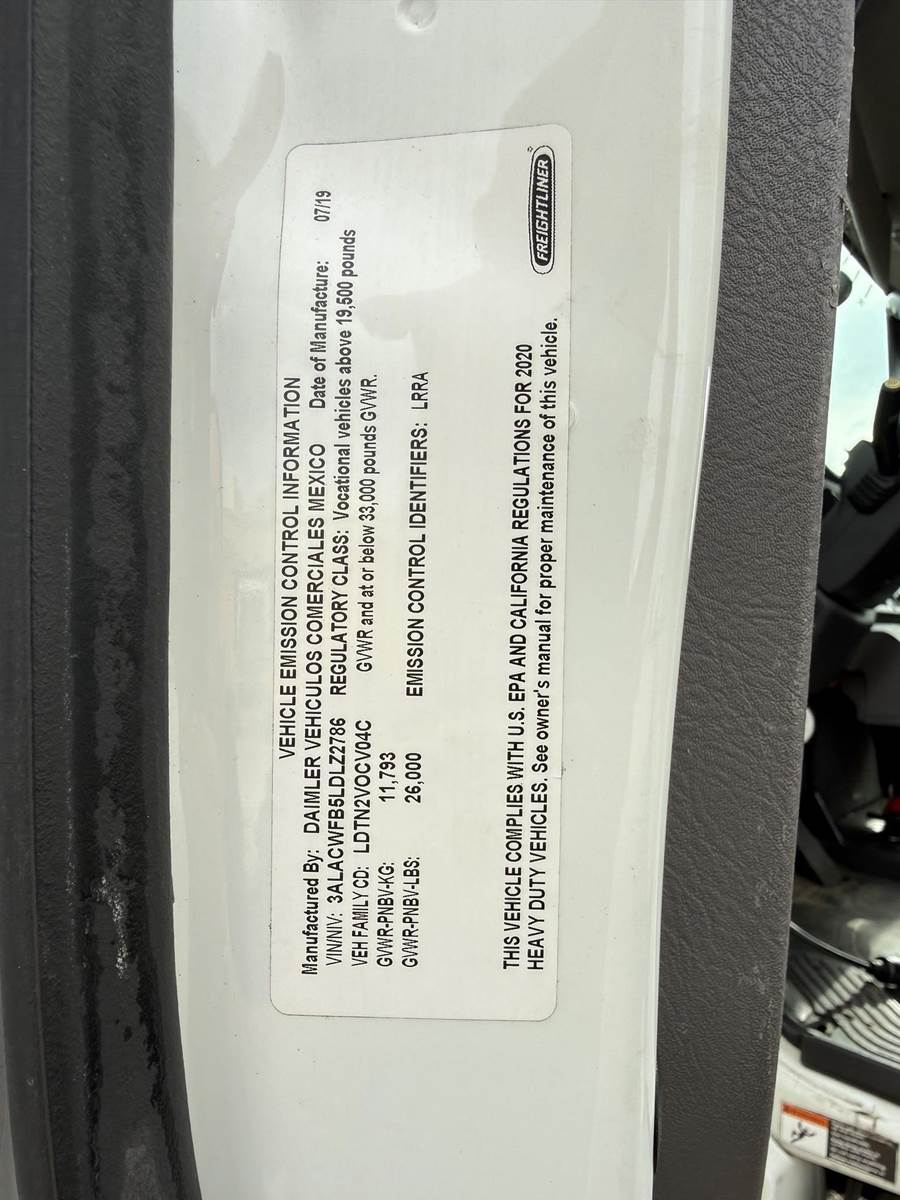 VEHICLE EMISSION CONTROL INFORMATION
Manufactured By: DAIMLER VEHICULOS COMERCIALES MEXICO Date of Manufacture: 07/19
VIN/NIV: 3ALACWFB5LDLZ2786 REGULATORY CLASS: Vocational vehicles above 19,500 pounds
VEH FAMILY CD: LDTN2VOCV04C GVWR and at or below 33,000 pounds GVWR.
GVWR-PNBV-KG: 11,793
GVWR-PNBV-LBS: 26,000 EMISSION CONTROL IDENTIFIERS: LRRA
THIS VEHICLE COMPLIES WITH U.S. EPA AND CALIFORNIA REGULATIONS FOR 2020
HEAVY DUTY VEHICLES. See owner's manual for proper maintenance of this vehicle.
FREIGHTLINER